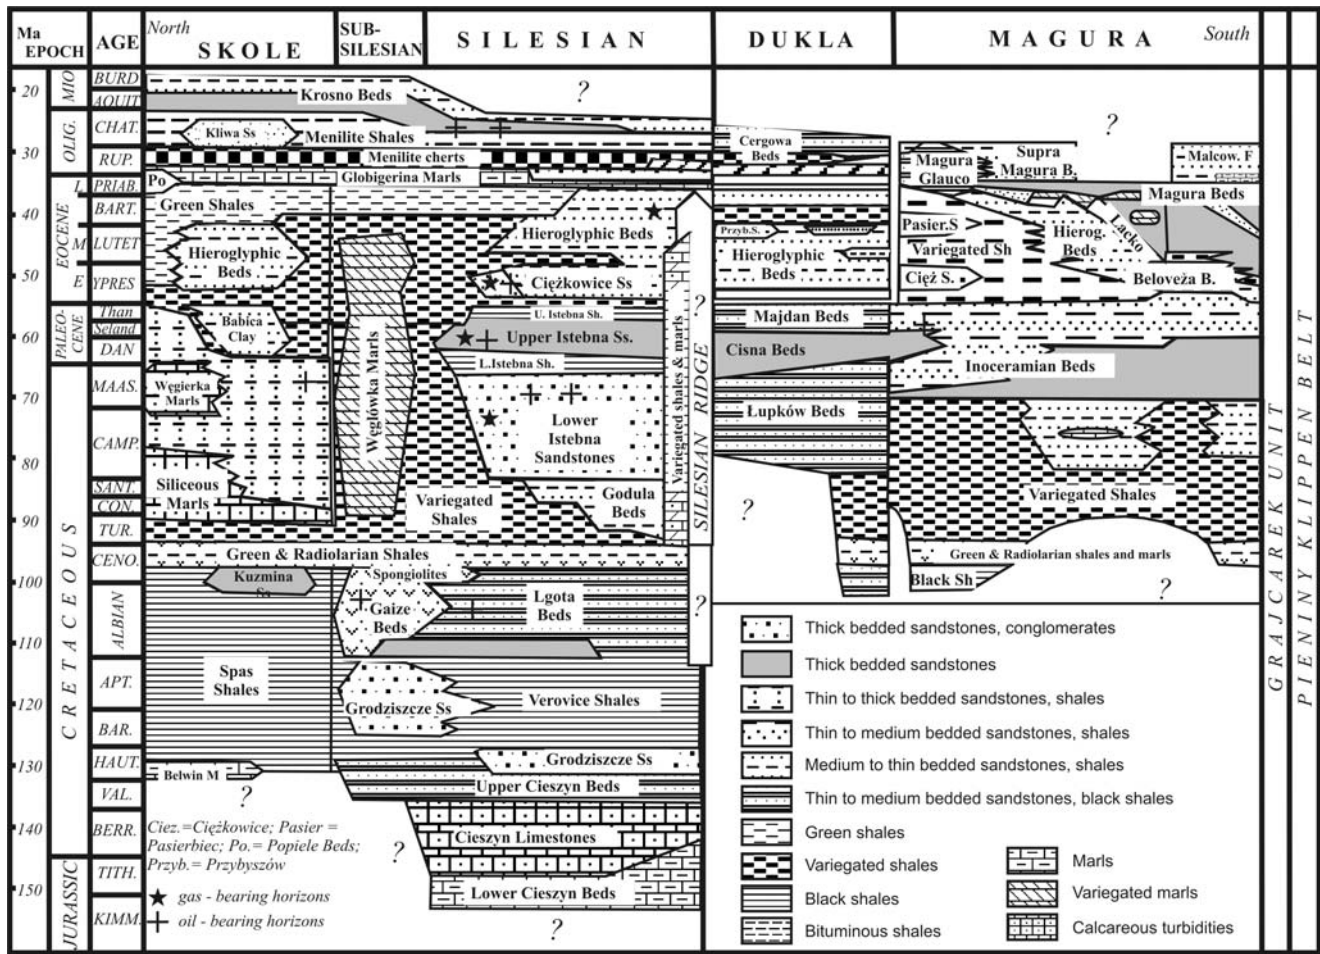 Ma
EPOCH
AGE
North
SKOLE
SUB-
SILESIAN
SILESIAN
DUKLA
MAGURA
South
20
30
40
50
60
70
80
90
100
110
120
130
140
150
MIO
OLIG.
EOCENE
L
M
E
PALEO-
CENE
CRETACEOUS
JURASSIC
BURD
AQUIT
CHAT.
RUP.
PRIAB.
BART.
LUTET
YPRES
Than
Seland
DAN
MAAS.
CAMP.
SANT.
CON.
TUR.
CENO.
ALBIAN
APT.
BAR.
HAUT.
VAL.
BERR.
TITH.
KIMM.
Krosno Beds
?
Kliwa Ss
Menilite Shales
Menilite cherts
Po
Globigerina Marls
Green Shales
Hieroglyphic
Beds
Babica
Clay
Węgierka
Marls
Siliceous
Marls
Węglówka Marls
Hieroglyphic Beds
Ciężkowice Ss
U. Istebna Sh.
Upper Istebna Ss.
L.Istebna Sh.
Lower
Istebna
Sandstones
Godula
Beds
Variegated
Shales
Variegated shales & marls
SILESIAN RIDGE
?
?
Green & Radiolarian Shales
Kuzmina
Ss
Spongiolites
Gaize
Beds
Lgota
Beds
Spas
Shales
Verovice Shales
Grodziszcze Ss
Grodziszcze Ss
Belwin M
?
Upper Cieszyn Beds
Cieszyn Limestones
?
Lower Cieszyn Beds
?
Cergowa
Beds
Przyb.S.
Hieroglyphic
Beds
Majdan Beds
Cisna Beds
Łupków Beds
?
?
Magura
Glauco
Supra
Magura B.
Malcow. F
Magura Beds
Pasier.S
Variegated Sh
Hierog.
Beds
Łącko
Cięż S.
Beloveža B.
Inoceramian Beds
Variegated Shales
Green & Radiolarian shales and marls
Black Sh
?
GRAJCAREK UNIT
PIENINY KLIPPEN BELT
Ciez.=Ciężkowice; Pasier =
Pasierbiec; Po.= Popiele Beds;
Przyb.= Przybyszów
gas - bearing horizons
oil - bearing horizons
Thick bedded sandstones, conglomerates
Thick bedded sandstones
Thin to thick bedded sandstones, shales
Thin to medium bedded sandstones, shales
Medium to thin bedded sandstones, shales
Thin to medium bedded sandstones, black shales
Green shales
Variegated shales
Black shales
Bituminous shales
Marls
Variegated marls
Calcareous turbidities